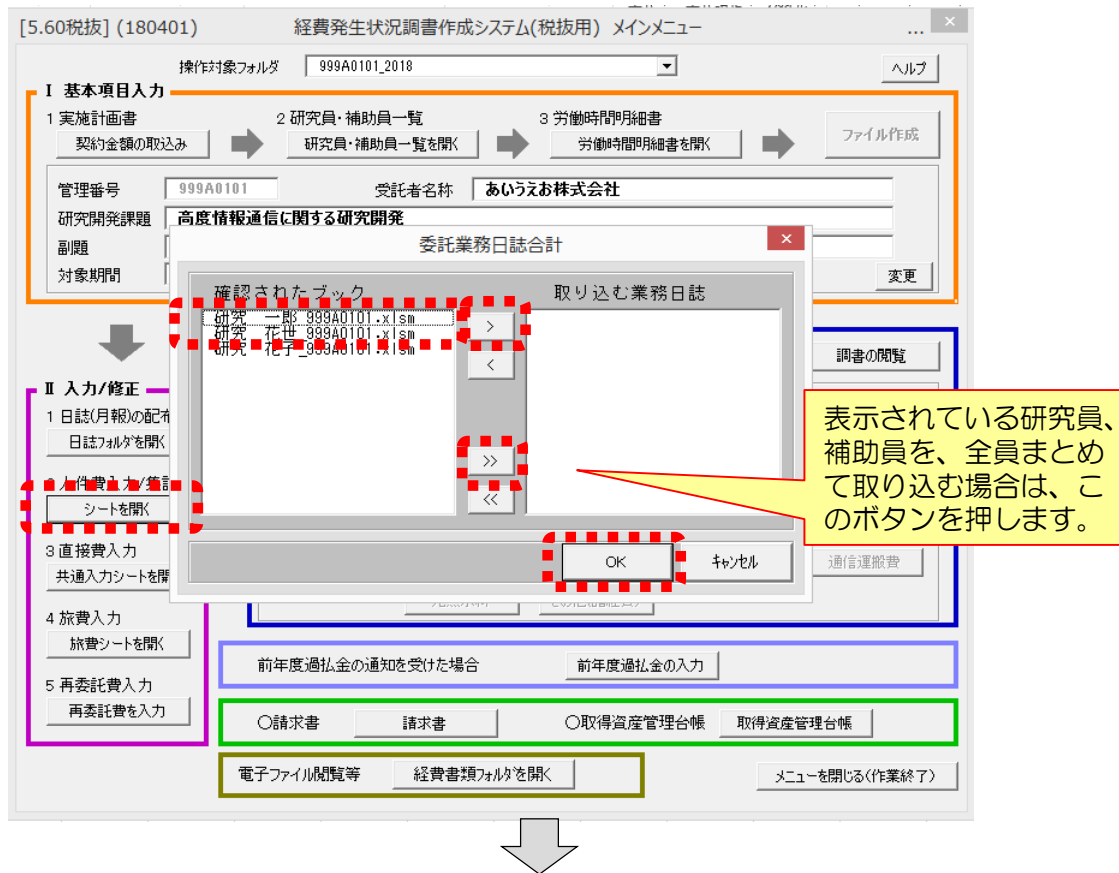 [5.60税抜] (180401) 経費発生状況調書作成システム(税抜用) メインメニュー ... ×
操作対象フォルダ 999A0101_2018 ヘルプ
Ⅰ 基本項目入力
1 実施計画書 2 研究員・補助員一覧 3 労働時間明細書
契約金額の取込み 研究員・補助員一覧を開く 労働時間明細書を開く ファイル作成
管理番号 999A0101 受託者名称 あいうえお株式会社
研究開発課題 高度情報通信に関する研究開発
副題
対象期間 変更
委託業務日誌合計 ×
確認されたブック 取り込む業務日誌
研究 一郎_999A0101.xlsm
研究 花世_999A0101.xlsm
研究 花子_999A0101.xlsm
>
<
>>
<<
OK キャンセル
調書の閲覧
表示されている研究員、
補助員を、全員まとめ
て取り込む場合は、こ
のボタンを押します。
Ⅱ 入力/修正
1 日誌(月報)の配布
日誌フォルダを開く
2 人件費入力/集計
シートを開く
3 直接費入力
共通入力シートを開
通信運搬費
4 旅費入力
旅費シートを開く
5 再委託費入力
再委託費を入力
前年度過払金の通知を受けた場合 前年度過払金の入力
○請求書 請求書 ○取得資産管理台帳 取得資産管理台帳
電子ファイル閲覧等 経費書類フォルダを開く メニューを閉じる(作業終了)